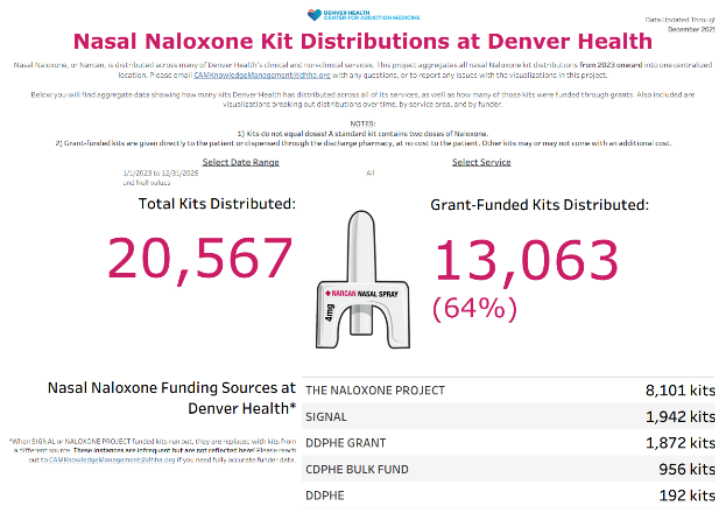 DENVER HEALTH
CENTER FOR ADDICTION MEDICINE
Data Updated Through
December 2025
Nasal Naloxone Kit Distributions at Denver Health
Nasal Naloxone, or Narcan, is distributed across many of Denver Health's clinical and non-clinical services. This project aggregates all nasal Naloxone kit distributions from 2023 onward into one centralized
location. Please email CAMKnowledgeManagement@dhha.org with any questions, or to report any issues with the visualizations in this project.
Below you will find aggregate data showing how many kits Denver Health has distributed across all of its services, as well as how many of those kits were funded through grants. Also included are
visualizations breaking out distributions over time, by service area, and by funder.
NOTES:
1) Kits do not equal doses! A standard kit contains two doses of Naloxone.
2) Grant-funded kits are given directly to the patient or dispensed through the discharge pharmacy, at no cost to the patient. Other kits may or may not come with an additional cost.
Select Date Range
Select Service
1/1/2023 to 12/31/2025
and Null values
All
Total Kits Distributed:
20,567
Grant-Funded Kits Distributed:
13,063
(64%)
NARCAN NASAL SPRAY
4mg
Nasal Naloxone Funding Sources at
Denver Health*
*When SIGNAL or NALOXONE PROJECT funded kits run out, they are replaced with kits from
a different source. These instances are infrequent but are not reflected here! Please reach
out to CAMKnowledgeManagement@dhha.org if you need fully accurate funder data.
THE NALOXONE PROJECT 8,101 kits
SIGNAL 1,942 kits
DDPHE GRANT 1,872 kits
CDPHE BULK FUND 956 kits
DDPHE 192 kits